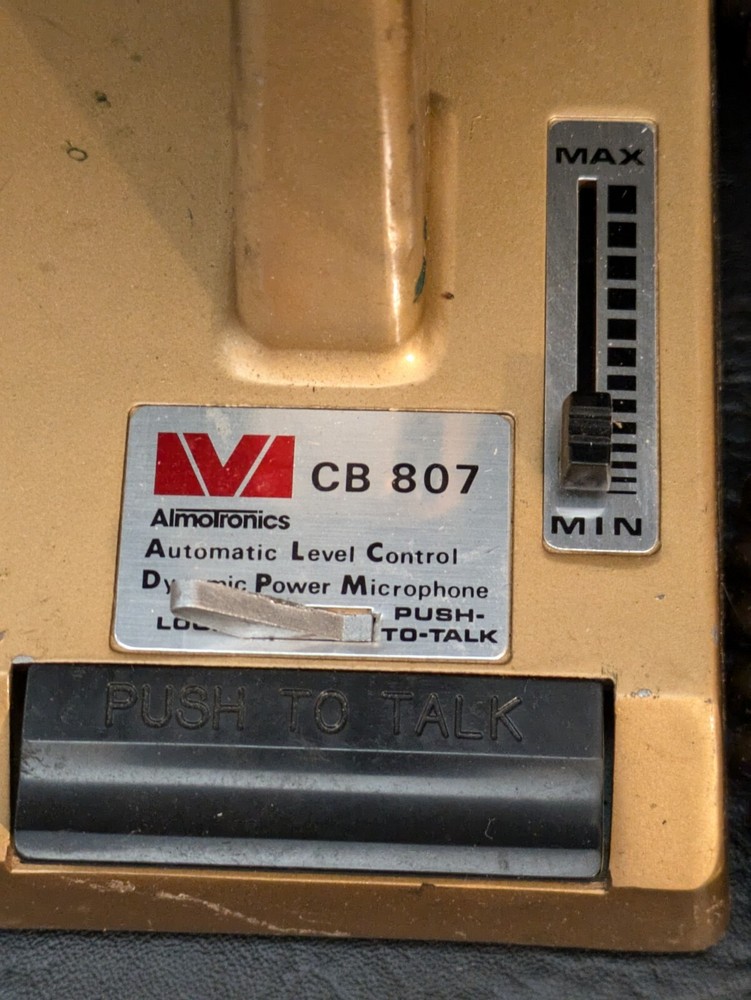 MAX
CB 807
AlmoTronics
Automatic Level Control
Power Microphone
MIN
PUSH-
TO-TALK
PUSH TO TALK